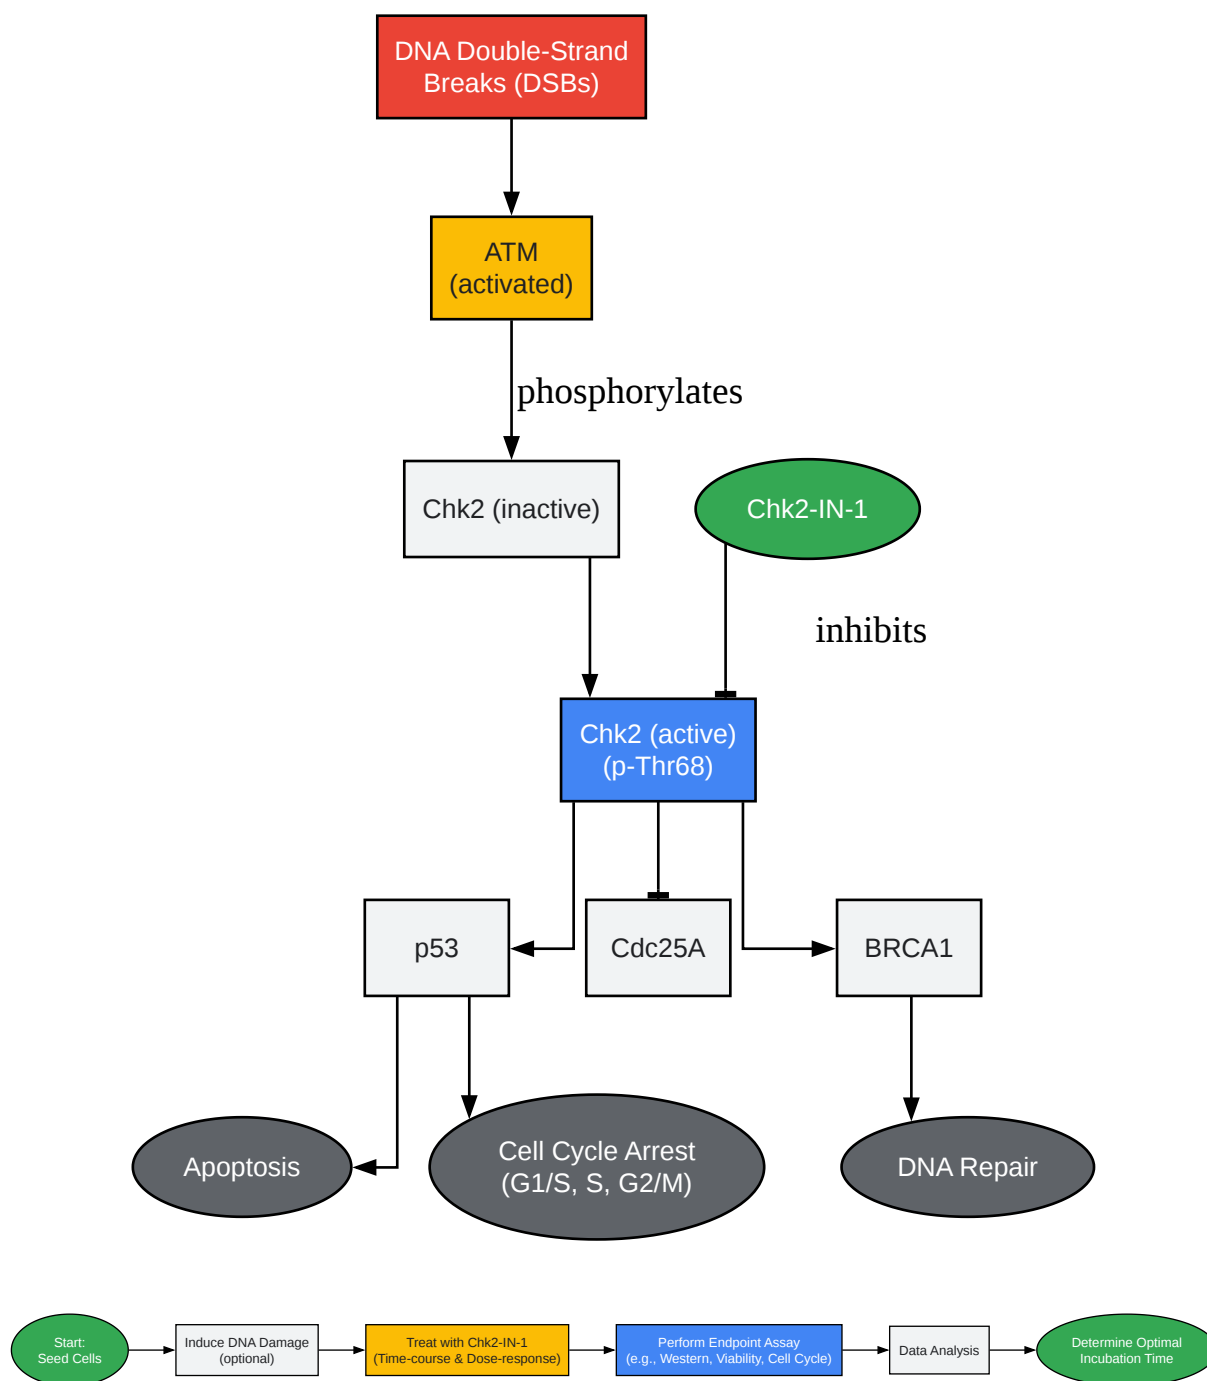 DNA Double-Strand
Breaks (DSBs)
ATM
(activated)
phosphorylates
Chk2 (inactive)
Chk2-IN-1
inhibits
Chk2 (active)
(p-Thr68)
p53
Cdc25A
BRCA1
Apoptosis
Cell Cycle Arrest
(G1/S, S, G2/M)
DNA Repair
Start:
Seed Cells
Induce DNA Damage
(optional)
Treat with Chk2-IN-1
(Time-course & Dose-response)
Perform Endpoint Assay
(e.g., Western, Viability, Cell Cycle)
Data Analysis
Determine Optimal
Incubation Time